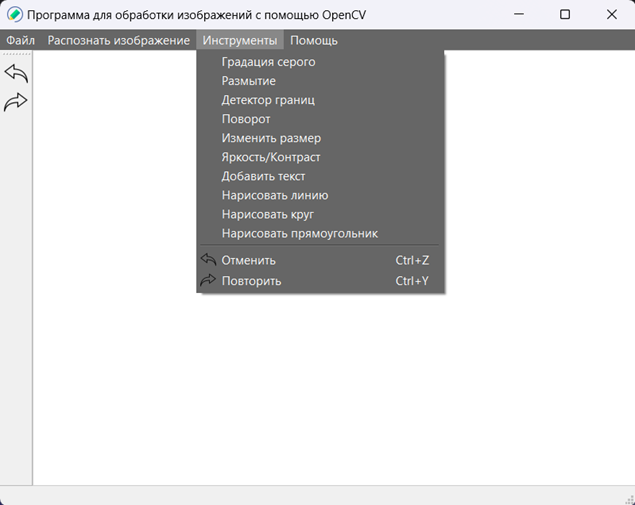 Программа для обработки изображений с помощью OpenCV
Файл Распознать изображение Инструменты Помощь
Градация серого
Размытие
Детектор границ
Поворот
Изменить размер
Яркость/Контраст
Добавить текст
Нарисовать линию
Нарисовать круг
Нарисовать прямоугольник
Отменить Ctrl+Z
Повторить Ctrl+Y